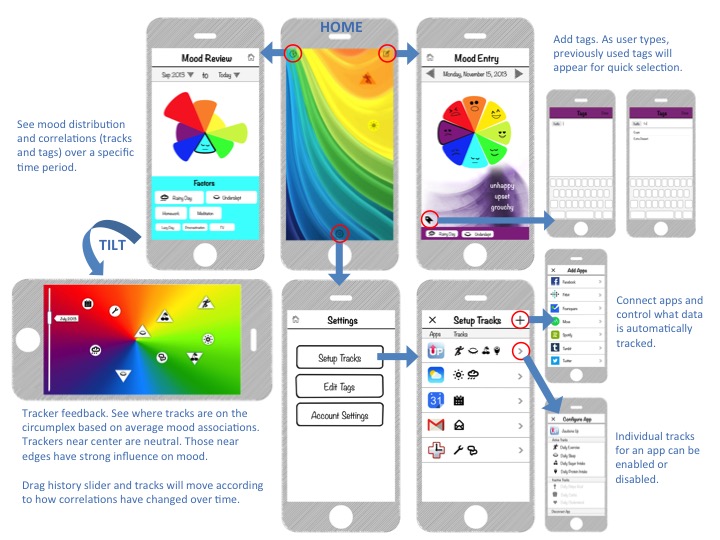 HOME
Mood Review
Sep 2013 ▼ to Today ▼
Factors
Rainy Day
Underslept
Homework
Meditation
Leg Day
Procrastination
TV
Mood Entry
Monday, November 15, 2013
unhappy
upset
grouchy
Rainy Day
Underslept
Add tags. As user types,
previously used tags will
appear for quick selection.
Tags
Tags
See mood distribution
and correlations (tracks
and tags) over a specific
time period.
TILT
July 2013
Tracker feedback. See where tracks are on the
circumplex based on average mood associations.
Trackers near center are neutral. Those near
edges have strong influence on mood.
Drag history slider and tracks will move according
to how correlations have changed over time.
Settings
Setup Tracks
Edit Tags
Account Settings
× Setup Tracks +
Apps Tracks
UP
31
× Add Apps
Facebook
Fitbit
Foursquare
Spotify
Tumblr
Twitter
Connect apps and
control what data
is automatically
tracked.
× Configure App
Jawbone Up
Active Tracks
Daily Exercise
Daily Sleep
Daily Sugar Intake
Daily Protein Intake
Inactive Tracks
Disconnect App
Individual tracks
for an app can be
enabled or
disabled.